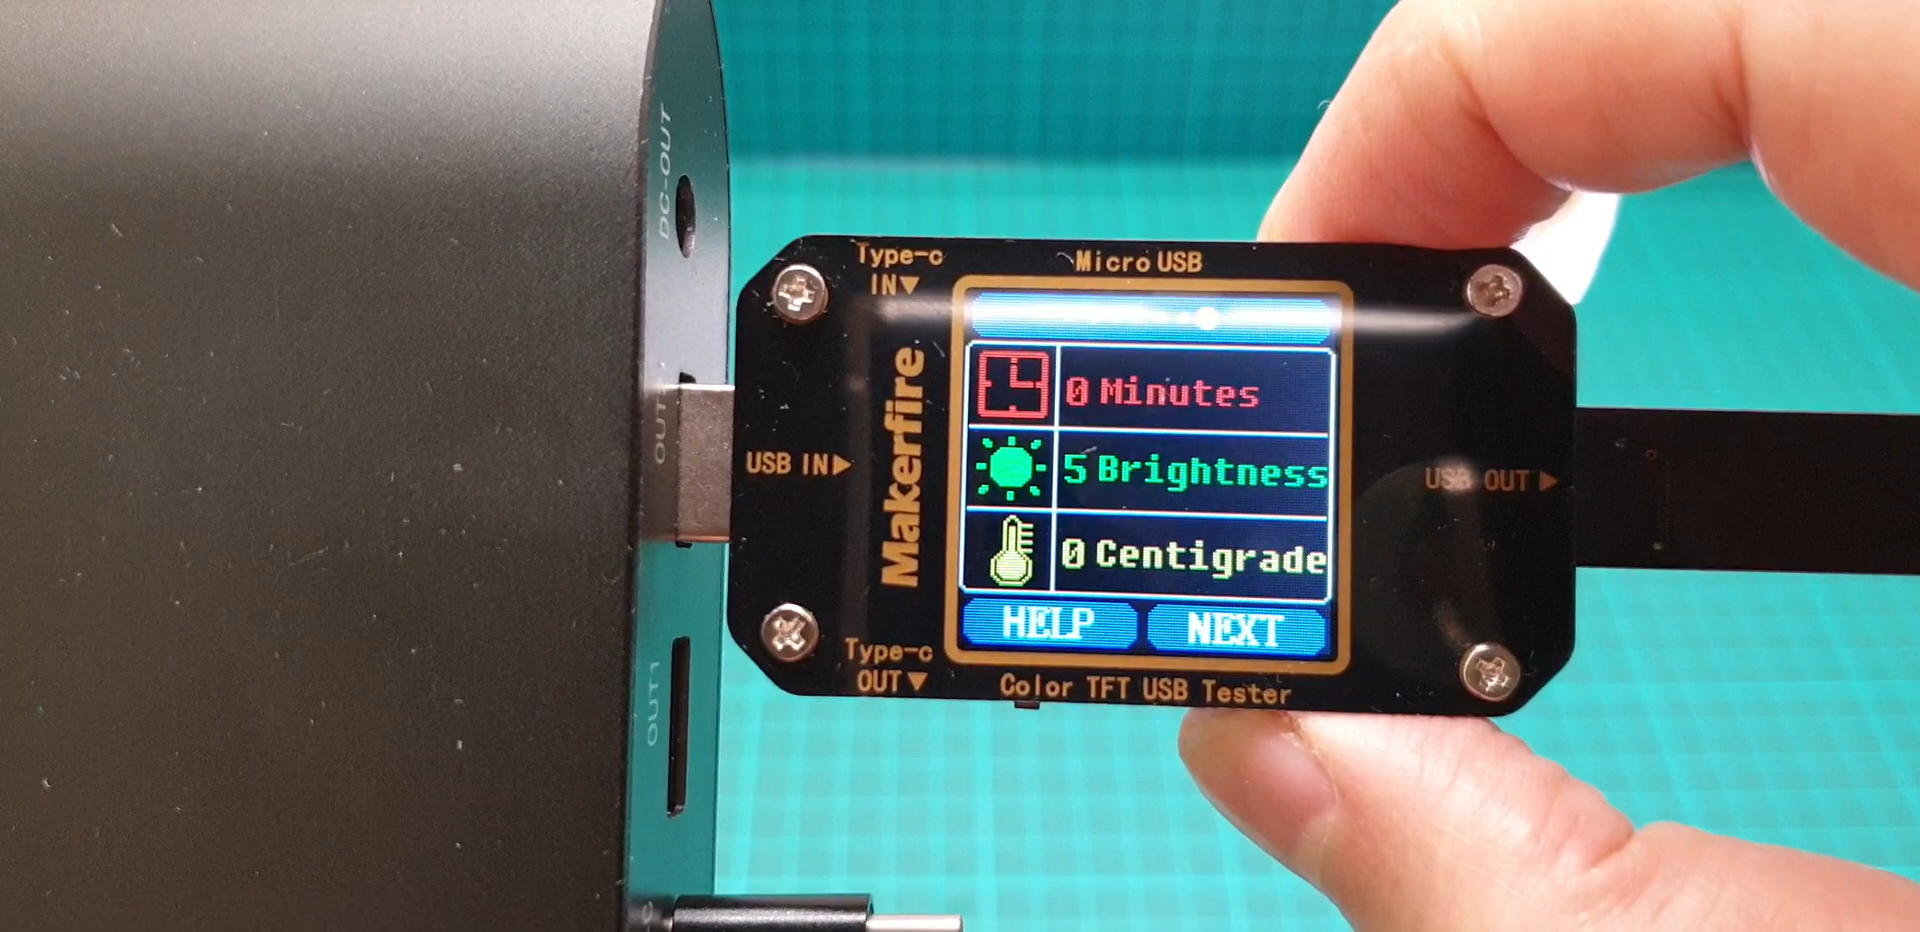 DC-OUT
OUT
OUT1
C
Type-c
IN▼
Micro USB
USB IN▶
Makerfire
0 Minutes
5 Brightness
0 Centigrade
HELP
NEXT
USB OUT ▶
Type-c
OUT▼
Color TFT USB Tester